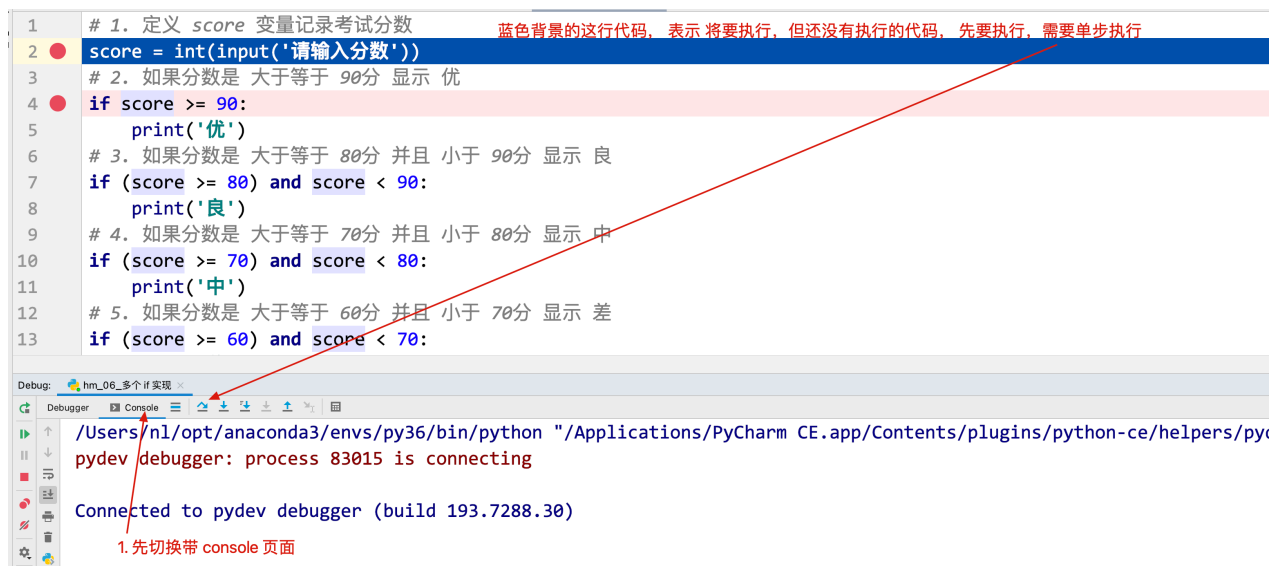 1 # 1. 定义 score 变量记录考试分数
蓝色背景的这行代码， 表示 将要执行，但还没有执行的代码， 先要执行，需要单步执行
2 score = int(input('请输入分数'))
3 # 2. 如果分数是 大于等于 90分 显示 优
4 if score >= 90:
5 print('优')
6 # 3. 如果分数是 大于等于 80分 并且 小于 90分 显示 良
7 if (score >= 80) and score < 90:
8 print('良')
9 # 4. 如果分数是 大于等于 70分 并且 小于 80分 显示 中
10 if (score >= 70) and score < 80:
11 print('中')
12 # 5. 如果分数是 大于等于 60分 并且 小于 70分 显示 差
13 if (score >= 60) and score < 70:
Debug: hm_06_多个 if 实现
Debugger Console
/Users/nl/opt/anaconda3/envs/py36/bin/python "/Applications/PyCharm CE.app/Contents/plugins/python-ce/helpers/pyd
pydev debugger: process 83015 is connecting
Connected to pydev debugger (build 193.7288.30)
1. 先切换带 console 页面